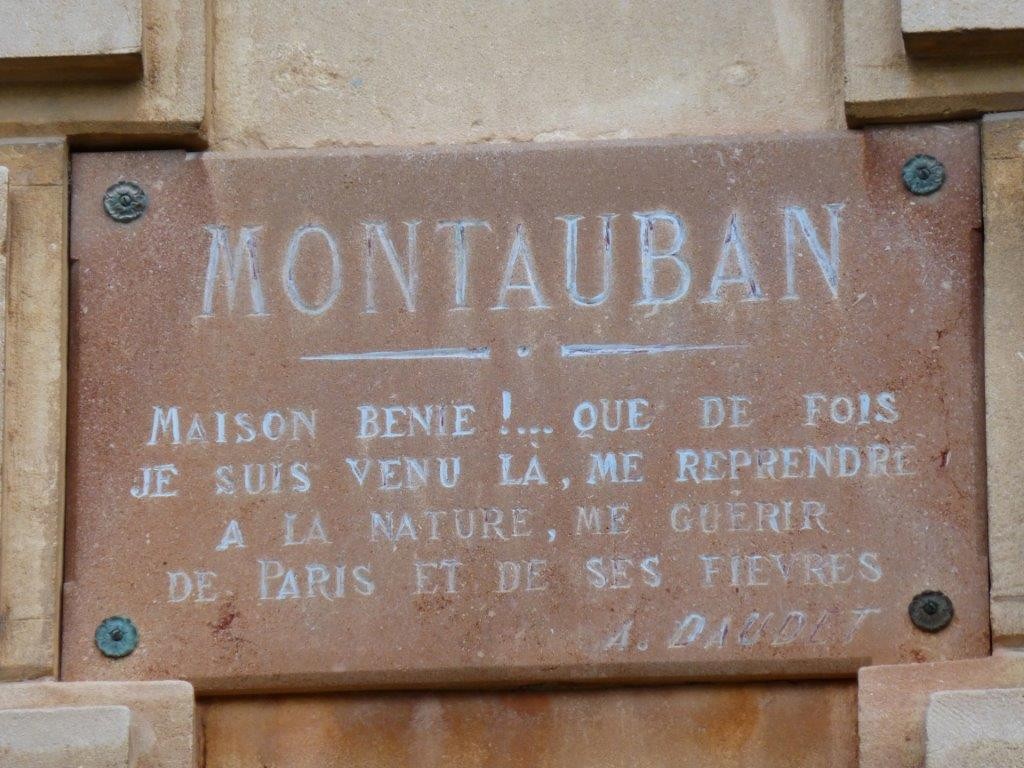 MONTAUBAN
MAISON BENIE !... QUE DE FOIS
JE SUIS VENU LÀ, ME REPRENDRE
A LA NATURE, ME GUERIR
DE PARIS ET DE SES FIEVRES
A. DAUDET